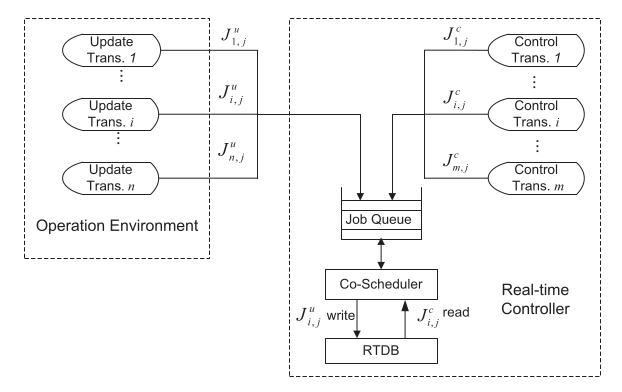 Update
Trans. 1
J^u_{1,j}
J^c_{1,j}
Control
Trans. 1
⋮
⋮
Update
Trans. i
J^u_{i,j}
J^c_{i,j}
Control
Trans. i
⋮
⋮
Update
Trans. n
J^u_{n,j}
J^c_{m,j}
Control
Trans. m
Operation Environment
Job Queue
Co-Scheduler
Real-time
Controller
J^u_{i,j} write
J^c_{i,j} read
RTDB